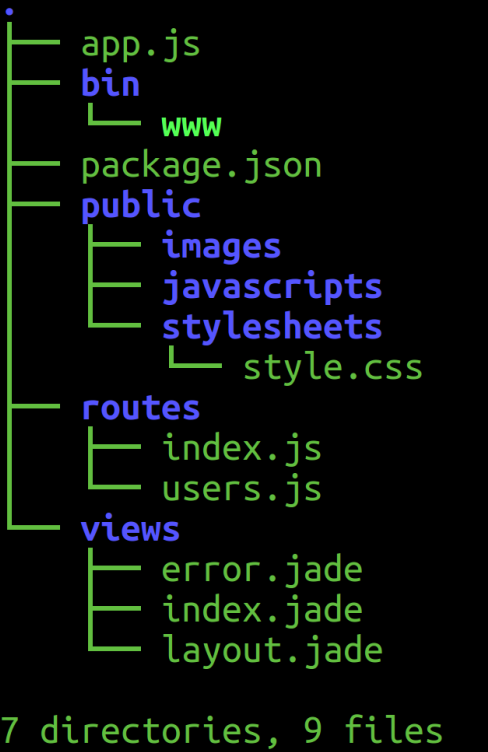 .
├── app.js
├── bin
│   └── www
├── package.json
├── public
│   ├── images
│   ├── javascripts
│   └── stylesheets
│       └── style.css
├── routes
│   ├── index.js
│   └── users.js
└── views
    ├── error.jade
    ├── index.jade
    └── layout.jade
7 directories, 9 files